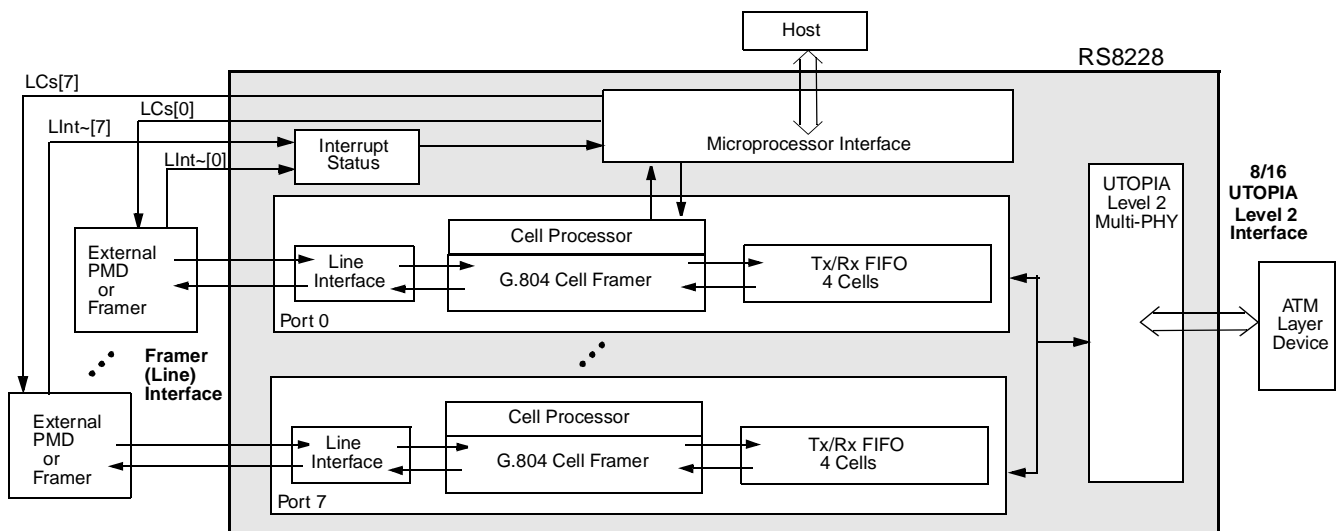 Host
RS8228
LCs[7]
LCs[0]
LInt~[7]
LInt~[0]
Interrupt
Status
Microprocessor Interface
UTOPIA
Level 2
Multi-PHY
8/16
UTOPIA
Level 2
Interface
External
PMD
or
Framer
Line
Interface
Cell Processor
G.804 Cell Framer
Tx/Rx FIFO
4 Cells
Port 0
ATM
Layer
Device
Framer
(Line)
Interface
External
PMD
or
Framer
Line
Interface
Cell Processor
G.804 Cell Framer
Tx/Rx FIFO
4 Cells
Port 7